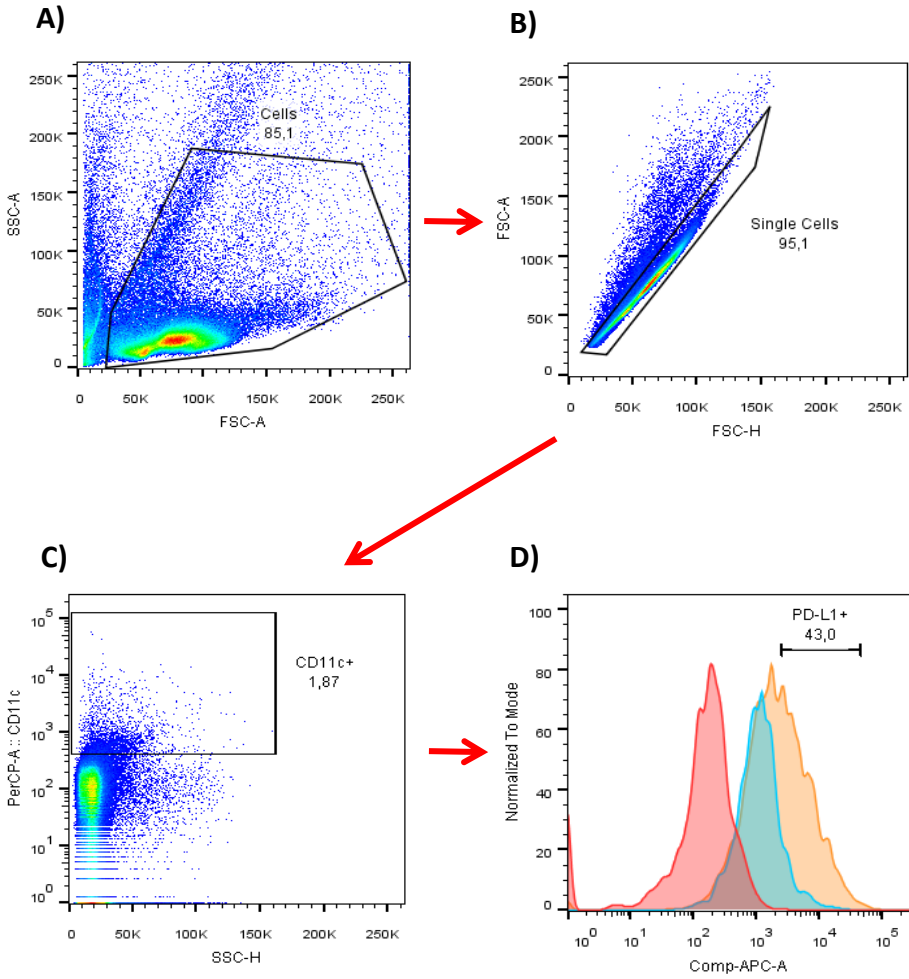 A)
250K
200K
150K
100K
50K
0
SSC-A
Cells
85,1
0 50K 100K 150K 200K 250K
FSC-A
B)
250K
200K
150K
100K
50K
0
FSC-A
Single Cells
95,1
0 50K 100K 150K 200K 250K
FSC-H
C)
10^5
10^4
10^3
10^2
10^1
10^0
PerCP-A :: CD11c
CD11c+
1,87
0 50K 100K 150K 200K 250K
SSC-H
D)
100
80
60
40
20
0
Normalized To Mode
PD-L1+
43,0
10^0 10^1 10^2 10^3 10^4 10^5
Comp-APC-A